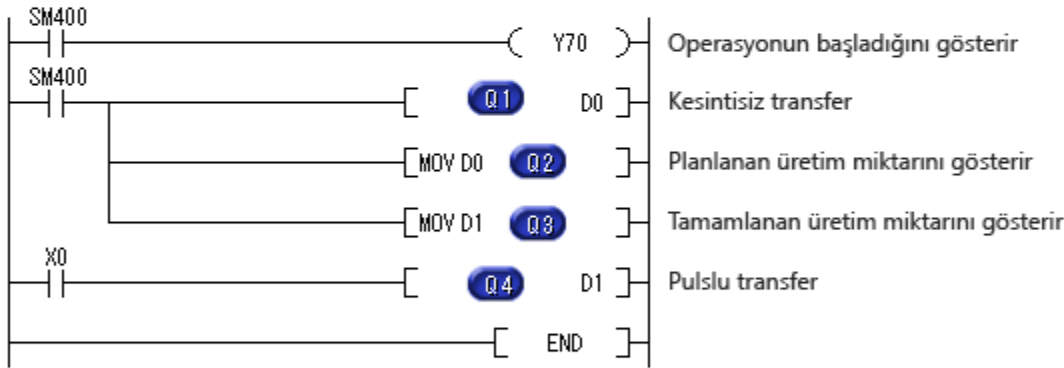 SM400
Y70 Operasyonun başladığını gösterir
SM400
Q1 D0 Kesintisiz transfer
MOV D0 Q2 Planlanan üretim miktarını gösterir
MOV D1 Q3 Tamamlanan üretim miktarını gösterir
X0
Q4 D1 Pulslu transfer
END